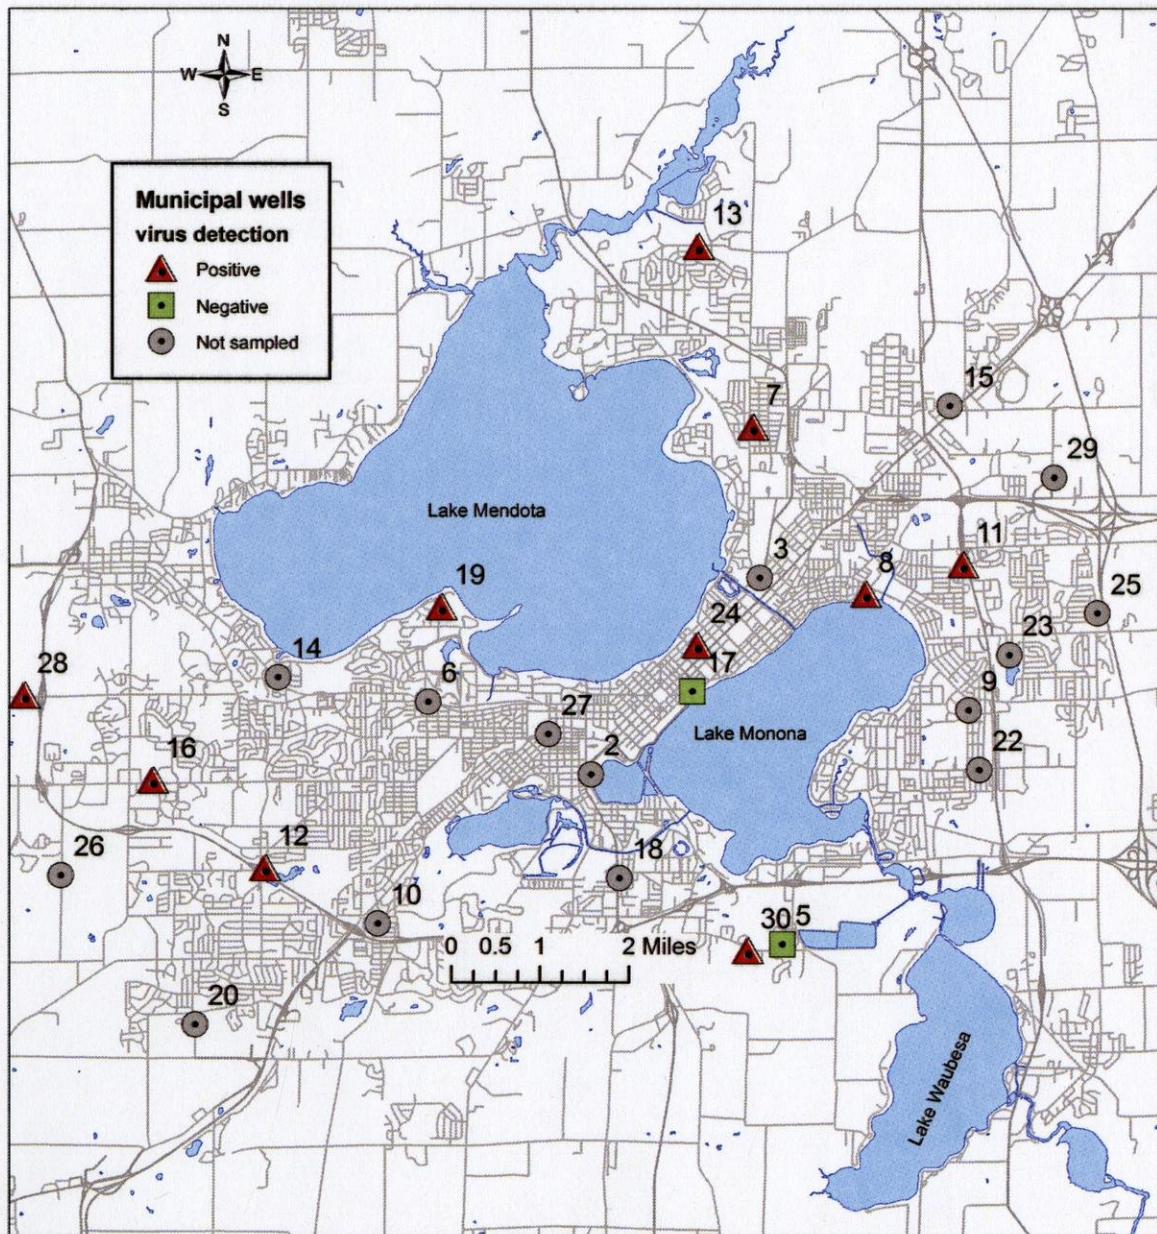 N
W E
S
Municipal wells
virus detection
Positive
Negative
Not sampled
13
15
7
29
Lake Mendota
3
11
8
19
25
24
23
14
17
28
6
9
27
Lake Monona
22
2
16
12
18
26
10
30 5
0 0.5 1 2 Miles
20
Lake Waubesa